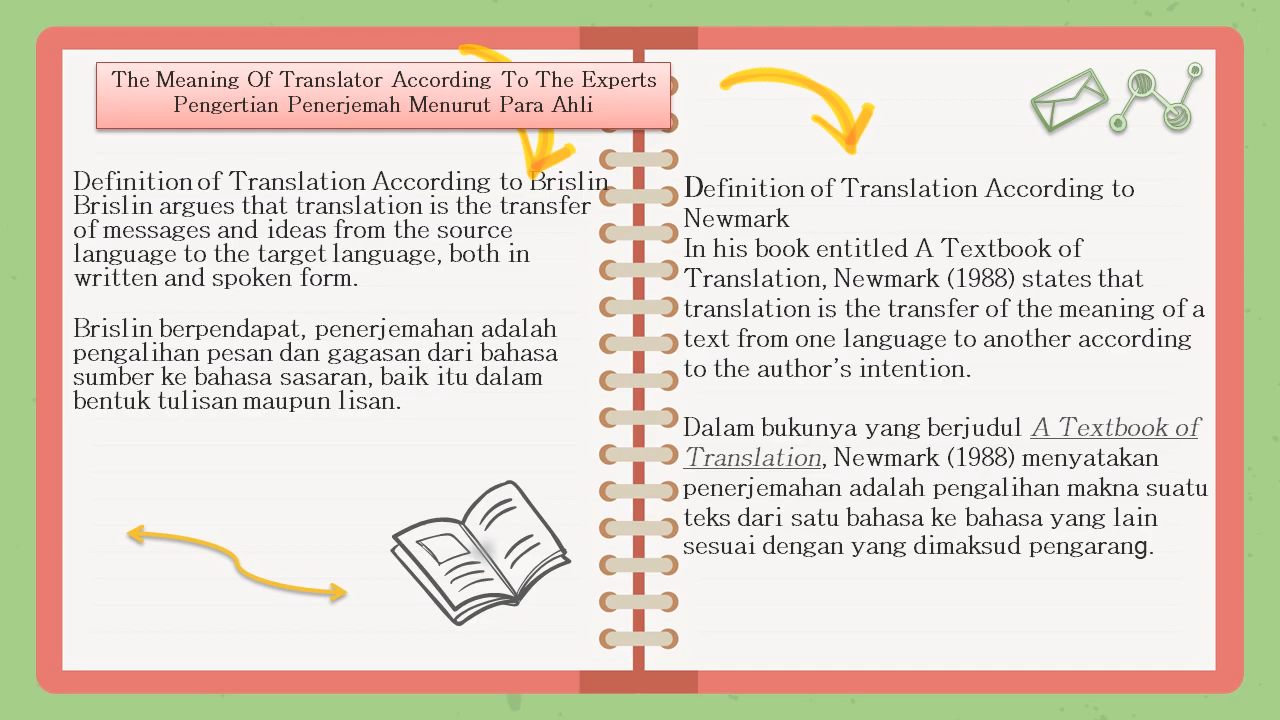 The Meaning Of Translator According To The Experts
Pengertian Penerjemah Menurut Para Ahli
Definition of Translation According to Brislin
Brislin argues that translation is the transfer
of messages and ideas from the source
language to the target language, both in
written and spoken form.
Brislin berpendapat, penerjemahan adalah
pengalihan pesan dan gagasan dari bahasa
sumber ke bahasa sasaran, baik itu dalam
bentuk tulisan maupun lisan.
Definition of Translation According to
Newmark
In his book entitled A Textbook of
Translation, Newmark (1988) states that
translation is the transfer of the meaning of a
text from one language to another according
to the author's intention.
Dalam bukunya yang berjudul A Textbook of
Translation, Newmark (1988) menyatakan
penerjemahan adalah pengalihan makna suatu
teks dari satu bahasa ke bahasa yang lain
sesuai dengan yang dimaksud pengarang.